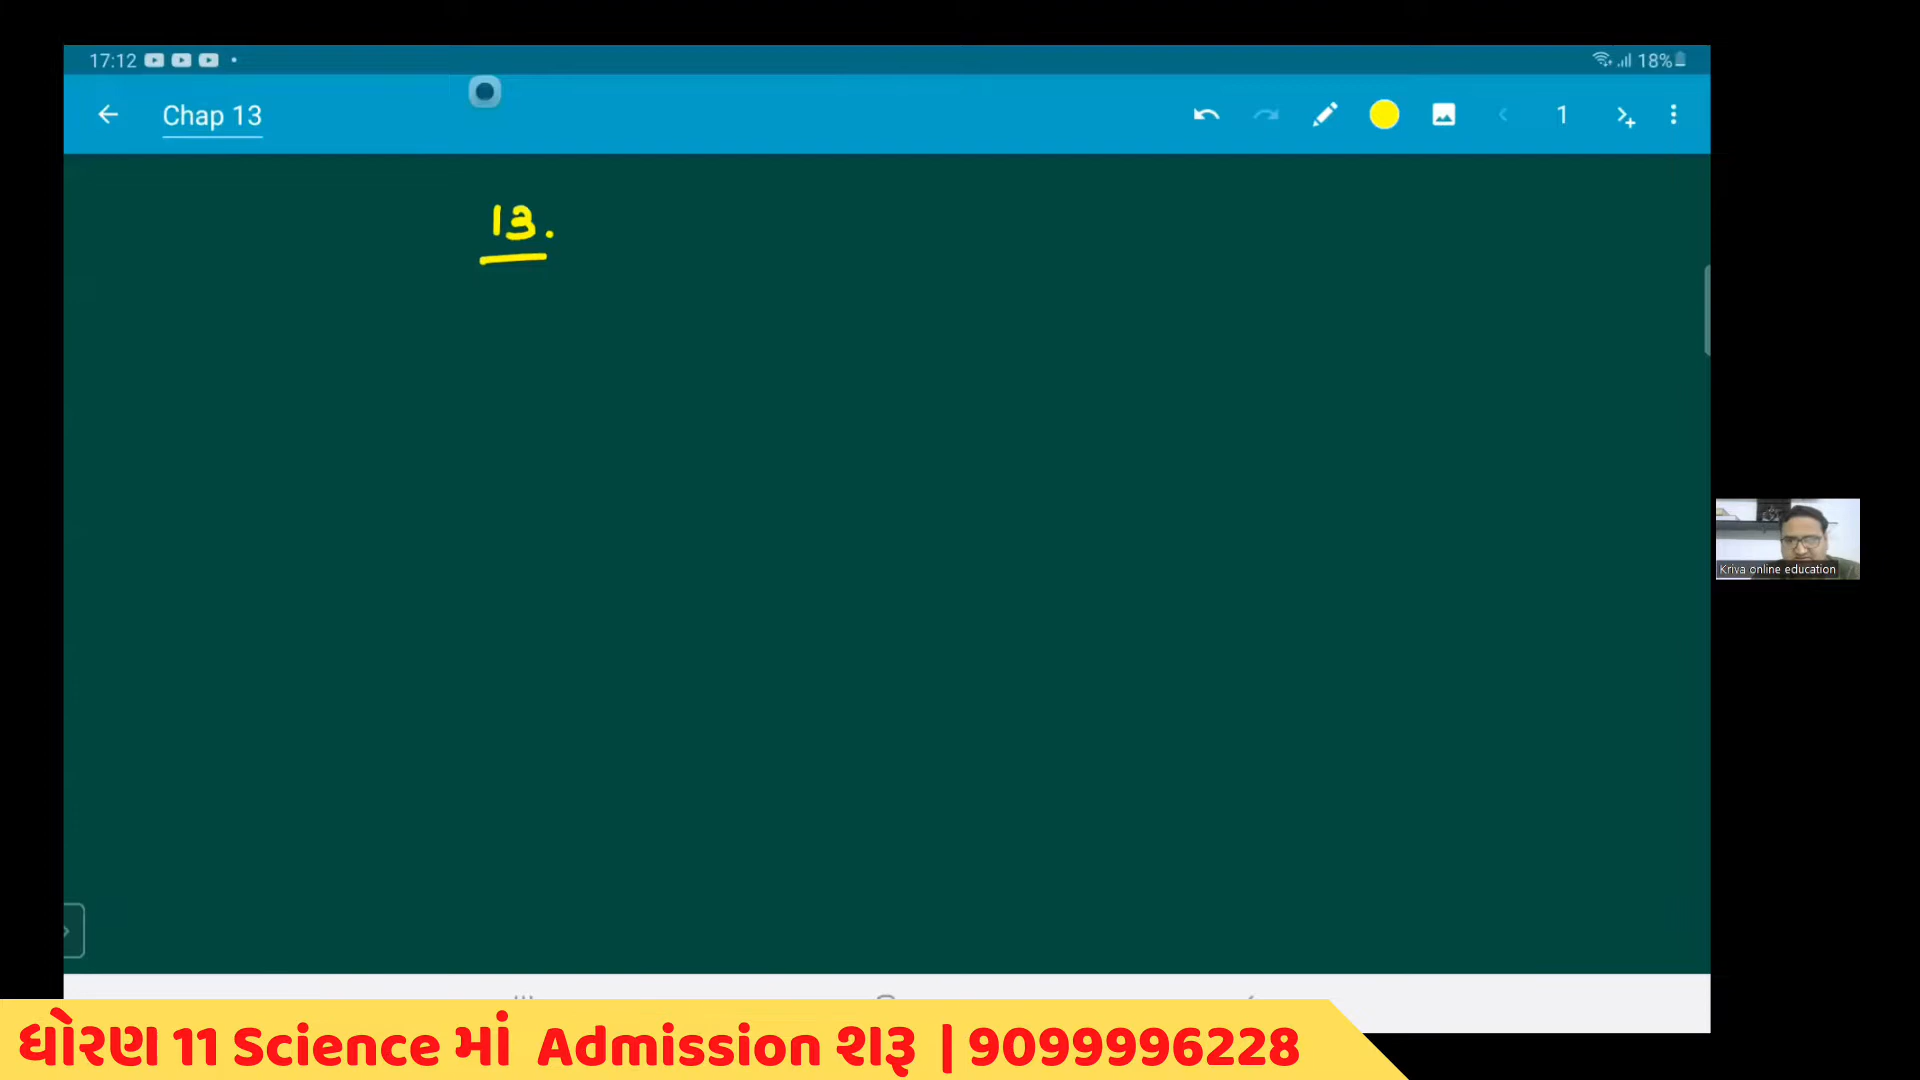 17:12
18%
Chap 13
1
13.
Kriva online education
ધોરણ 11 Science માં Admission શરૂ | 9099996228